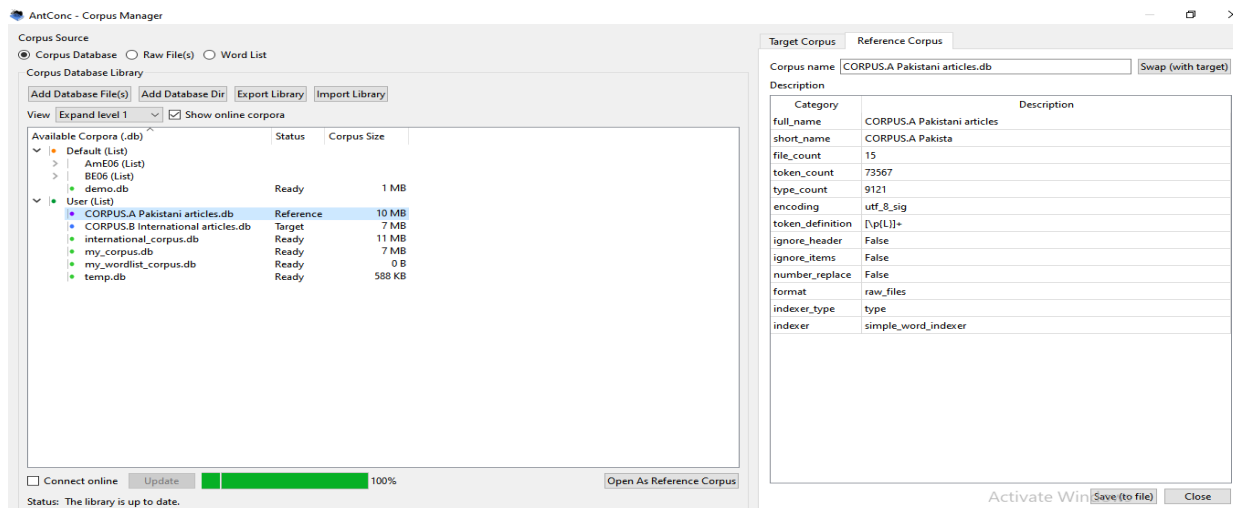 AntConc - Corpus Manager
Corpus Source
Corpus Database Raw File(s) Word List
Corpus Database Library
Add Database File(s) Add Database Dir Export Library Import Library
View Expand level 1 Show online corpora
Available Corpora (.db) Status Corpus Size
Default (List)
AmE06 (List)
BE06 (List)
demo.db Ready 1 MB
User (List)
CORPUS.A Pakistani articles.db Reference 10 MB
CORPUS.B International articles.db Target 7 MB
international_corpus.db Ready 11 MB
my_corpus.db Ready 7 MB
my_wordlist_corpus.db Ready 0 B
temp.db Ready 588 KB
Connect online Update 100% Open As Reference Corpus
Status: The library is up to date.
Target Corpus Reference Corpus
Corpus name CORPUS.A Pakistani articles.db Swap (with target)
Description
Category Description
full_name CORPUS.A Pakistani articles
short_name CORPUS.A Pakista
file_count 15
token_count 73567
type_count 9121
encoding utf_8_sig
token_definition [\p{L}]+
ignore_header False
ignore_items False
number_replace False
format raw_files
indexer_type type
indexer simple_word_indexer
Activate Win
Save (to file) Close